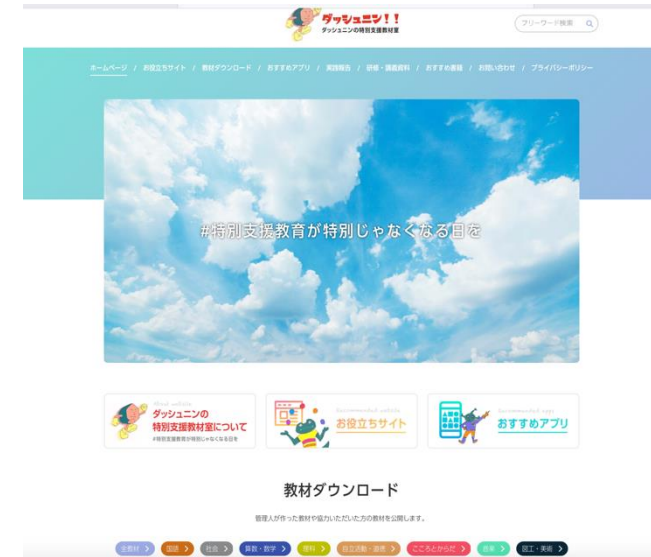 ダッシュニン！！
ダッシュニンの特別支援教材室
フリーワード検索
ホームページ / お役立ちサイト / 教材ダウンロード / おすすめアプリ / 実践報告 / 研修・講義資料 / おすすめ書籍 / お問い合わせ / プライバシーポリシー
#特別支援教育が特別じゃなくなる日を
About website
ダッシュニンの
特別支援教材室について
#特別支援教育が特別じゃなくなる日を
Recommended website
お役立ちサイト
Recommended apps
おすすめアプリ
教材ダウンロード
管理人が作った教材や協力いただいた方の教材を公開します。
全教材 国語 社会 算数・数学 理科 自立活動・道徳 こころとからだ 音楽 図工・美術